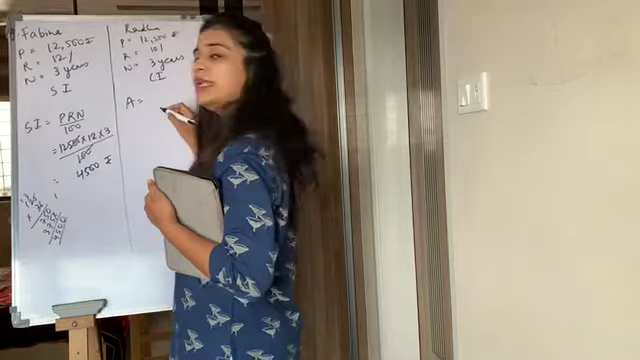 Fabina
P = 12,500 ₹
R = 12%
N = 3 years
SI
SI = PRN
100
= 12500 × 12 × 3
100
= 4500 ₹
Radha
P = 12,500 ₹
R = 10%
N = 3 years
CI
A =